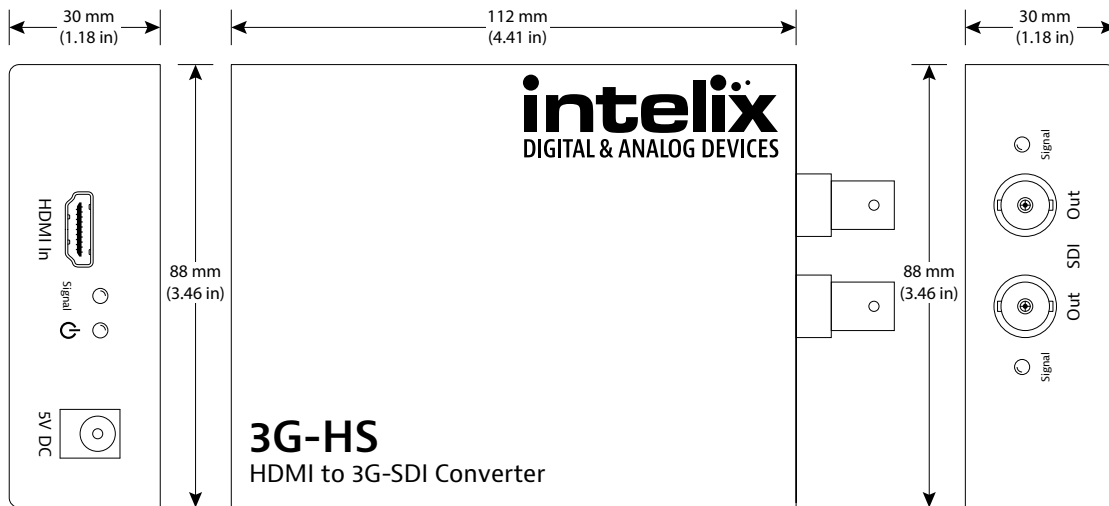 30 mm
(1.18 in)
112 mm
(4.41 in)
30 mm
(1.18 in)
intelix
DIGITAL & ANALOG DEVICES
HDMI In
Signal
5V DC
88 mm
(3.46 in)
3G-HS
HDMI to 3G-SDI Converter
88 mm
(3.46 in)
Signal
Out
SDI
Out
Signal